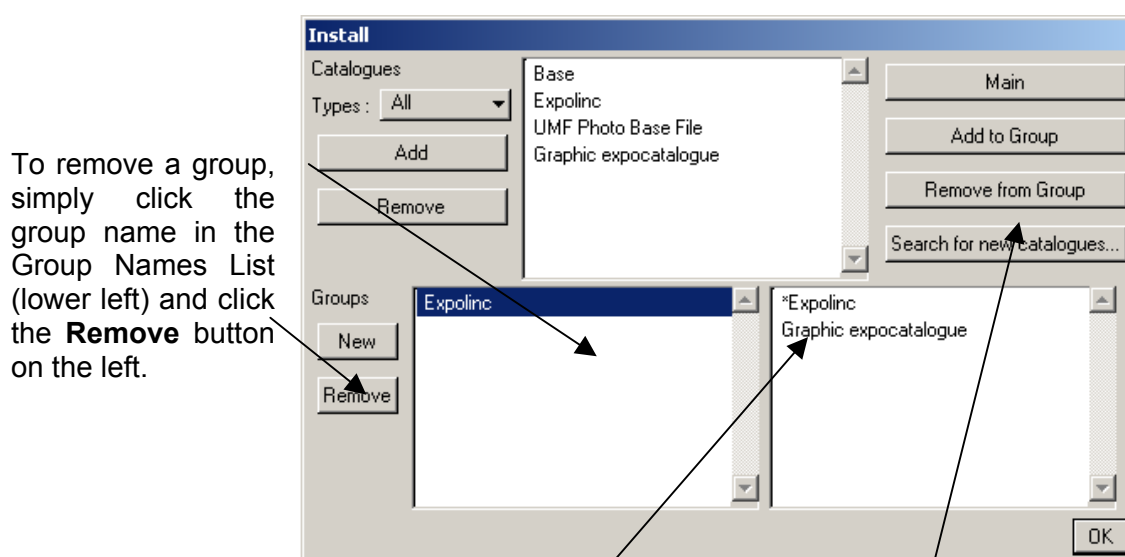 Install
Catalogues
Types : All
Add
Remove
Base
Expolinc
UMF Photo Base File
Graphic expocatalogue
Main
Add to Group
Remove from Group
Search for new catalogues...
To remove a group,
simply click the
group name in the
Group Names List
(lower left) and click
the Remove button
on the left.
Groups
New
Remove
Expolinc
*Expolinc
Graphic expocatalogue
OK